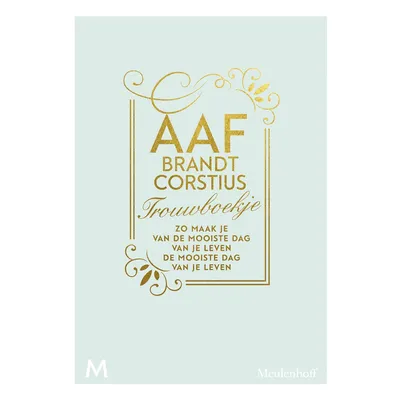 AAF
BRANDT
CORSTIUS
Trouwboekje
ZO MAAK JE
VAN DE MOOISTE DAG
VAN JE LEVEN
DE MOOISTE DAG
VAN JE LEVEN
M
Meulenhoff